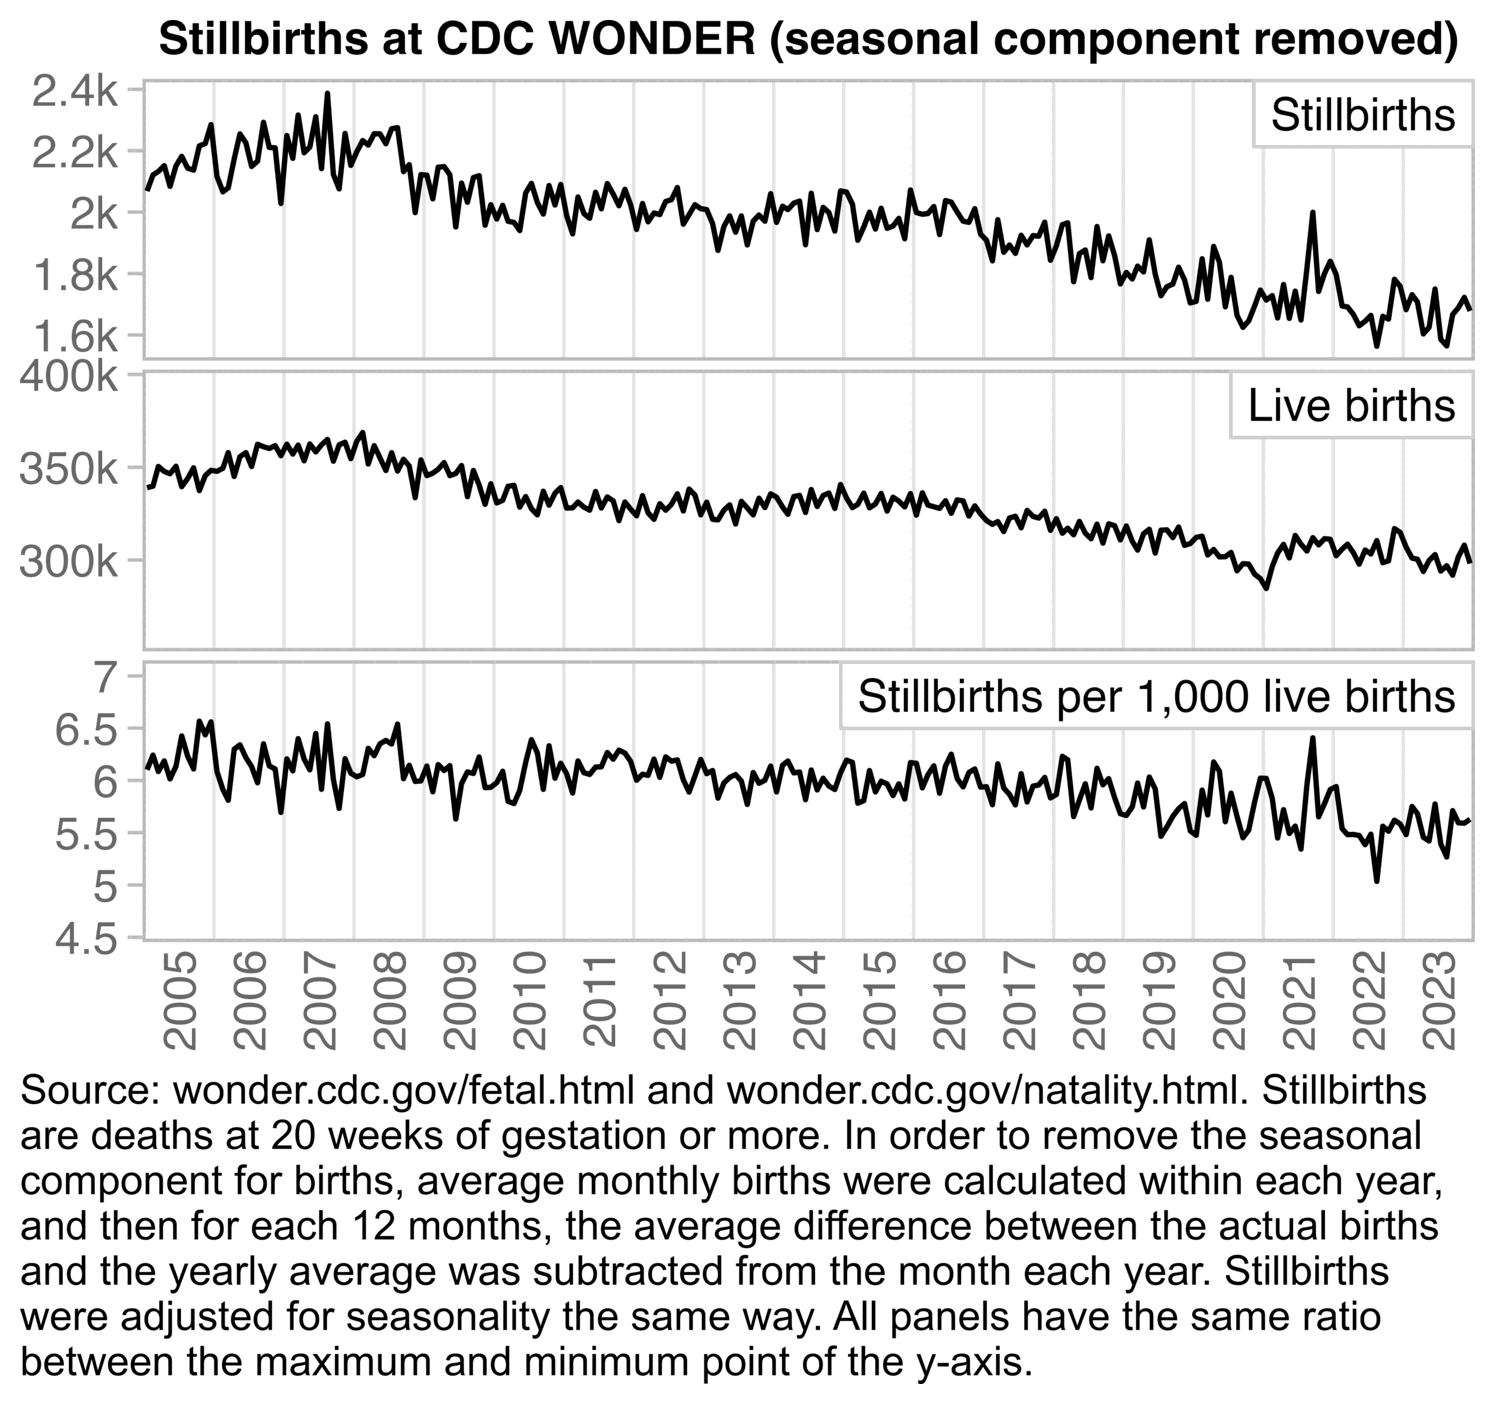 Stillbirths at CDC WONDER (seasonal component removed)
2.4k
2.2k
2k
1.8k
1.6k
Stillbirths
400k
350k
300k
Live births
7
6.5
6
5.5
5
4.5
Stillbirths per 1,000 live births
2005
2006
2007
2008
2009
2010
2011
2012
2013
2014
2015
2016
2017
2018
2019
2020
2021
2022
2023
Source: wonder.cdc.gov/fetal.html and wonder.cdc.gov/natality.html. Stillbirths
are deaths at 20 weeks of gestation or more. In order to remove the seasonal
component for births, average monthly births were calculated within each year,
and then for each 12 months, the average difference between the actual births
and the yearly average was subtracted from the month each year. Stillbirths
were adjusted for seasonality the same way. All panels have the same ratio
between the maximum and minimum point of the y-axis.